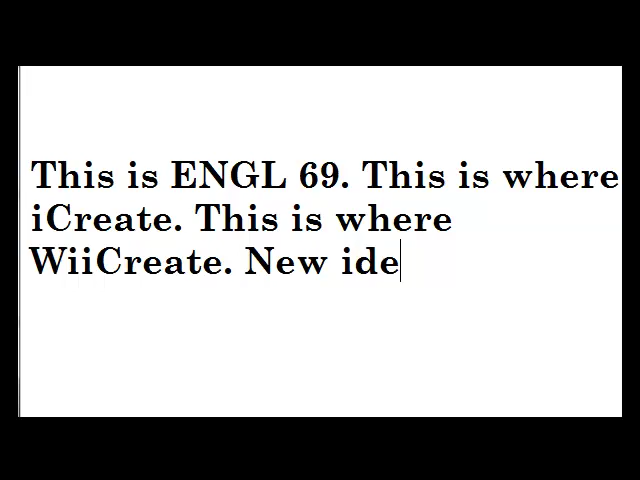 This is ENGL 69. This is where
iCreate. This is where
WiiCreate. New ide